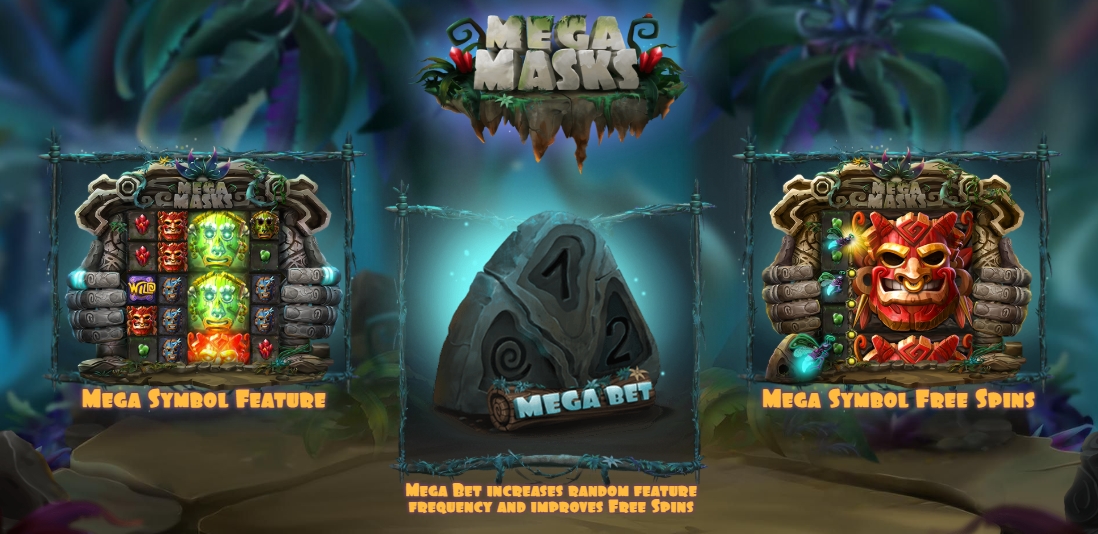 MEGA
MASKS
MEGA
MASKS
WILD
MEGA SYMBOL FEATURE
1
2
MEGA BET
MEGA BET INCREASES RANDOM FEATURE
FREQUENCY AND IMPROVES FREE SPINS
MEGA
MASKS
MEGA SYMBOL FREE SPINS